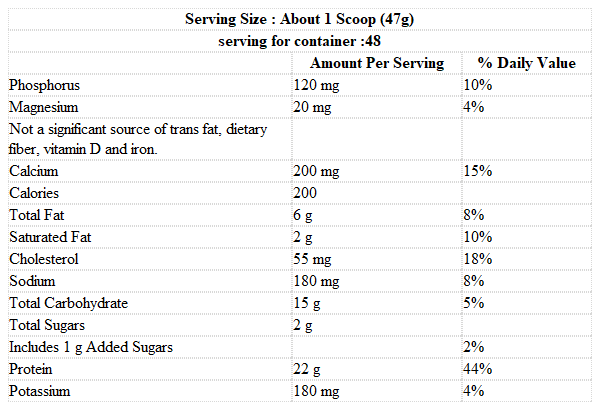 Serving Size : About 1 Scoop (47g)
serving for container :48
Amount Per Serving % Daily Value
Phosphorus 120 mg 10%
Magnesium 20 mg 4%
Not a significant source of trans fat, dietary
fiber, vitamin D and iron.
Calcium 200 mg 15%
Calories 200
Total Fat 6 g 8%
Saturated Fat 2 g 10%
Cholesterol 55 mg 18%
Sodium 180 mg 8%
Total Carbohydrate 15 g 5%
Total Sugars 2 g
Includes 1 g Added Sugars 2%
Protein 22 g 44%
Potassium 180 mg 4%